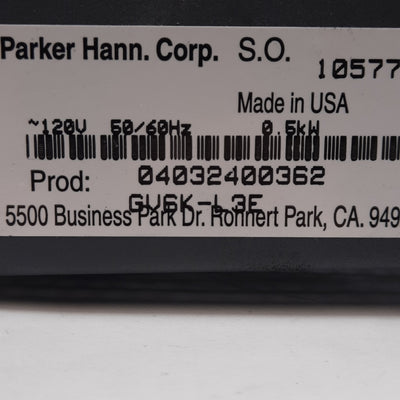 Parker Hann. Corp. S.O. 10577
Made in USA
~120V 50/60Hz 0.5kW
Prod: 04032400362
GV6K-L3E
5500 Business Park Dr. Rohnert Park, CA. 949